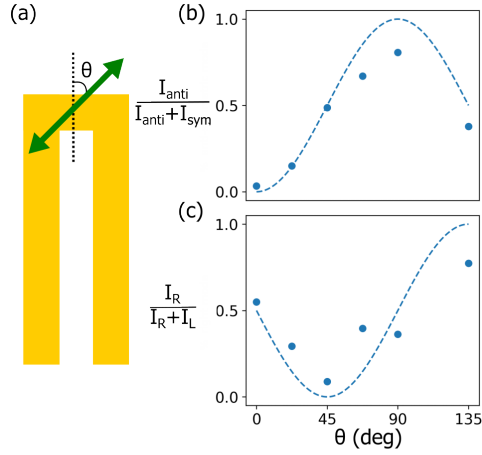 (a)
θ
(b)
I_anti
I_anti+I_sym
1.0
0.5
0.0
(c)
I_R
I_R+I_L
1.0
0.5
0.0
0
45
90
135
θ (deg)